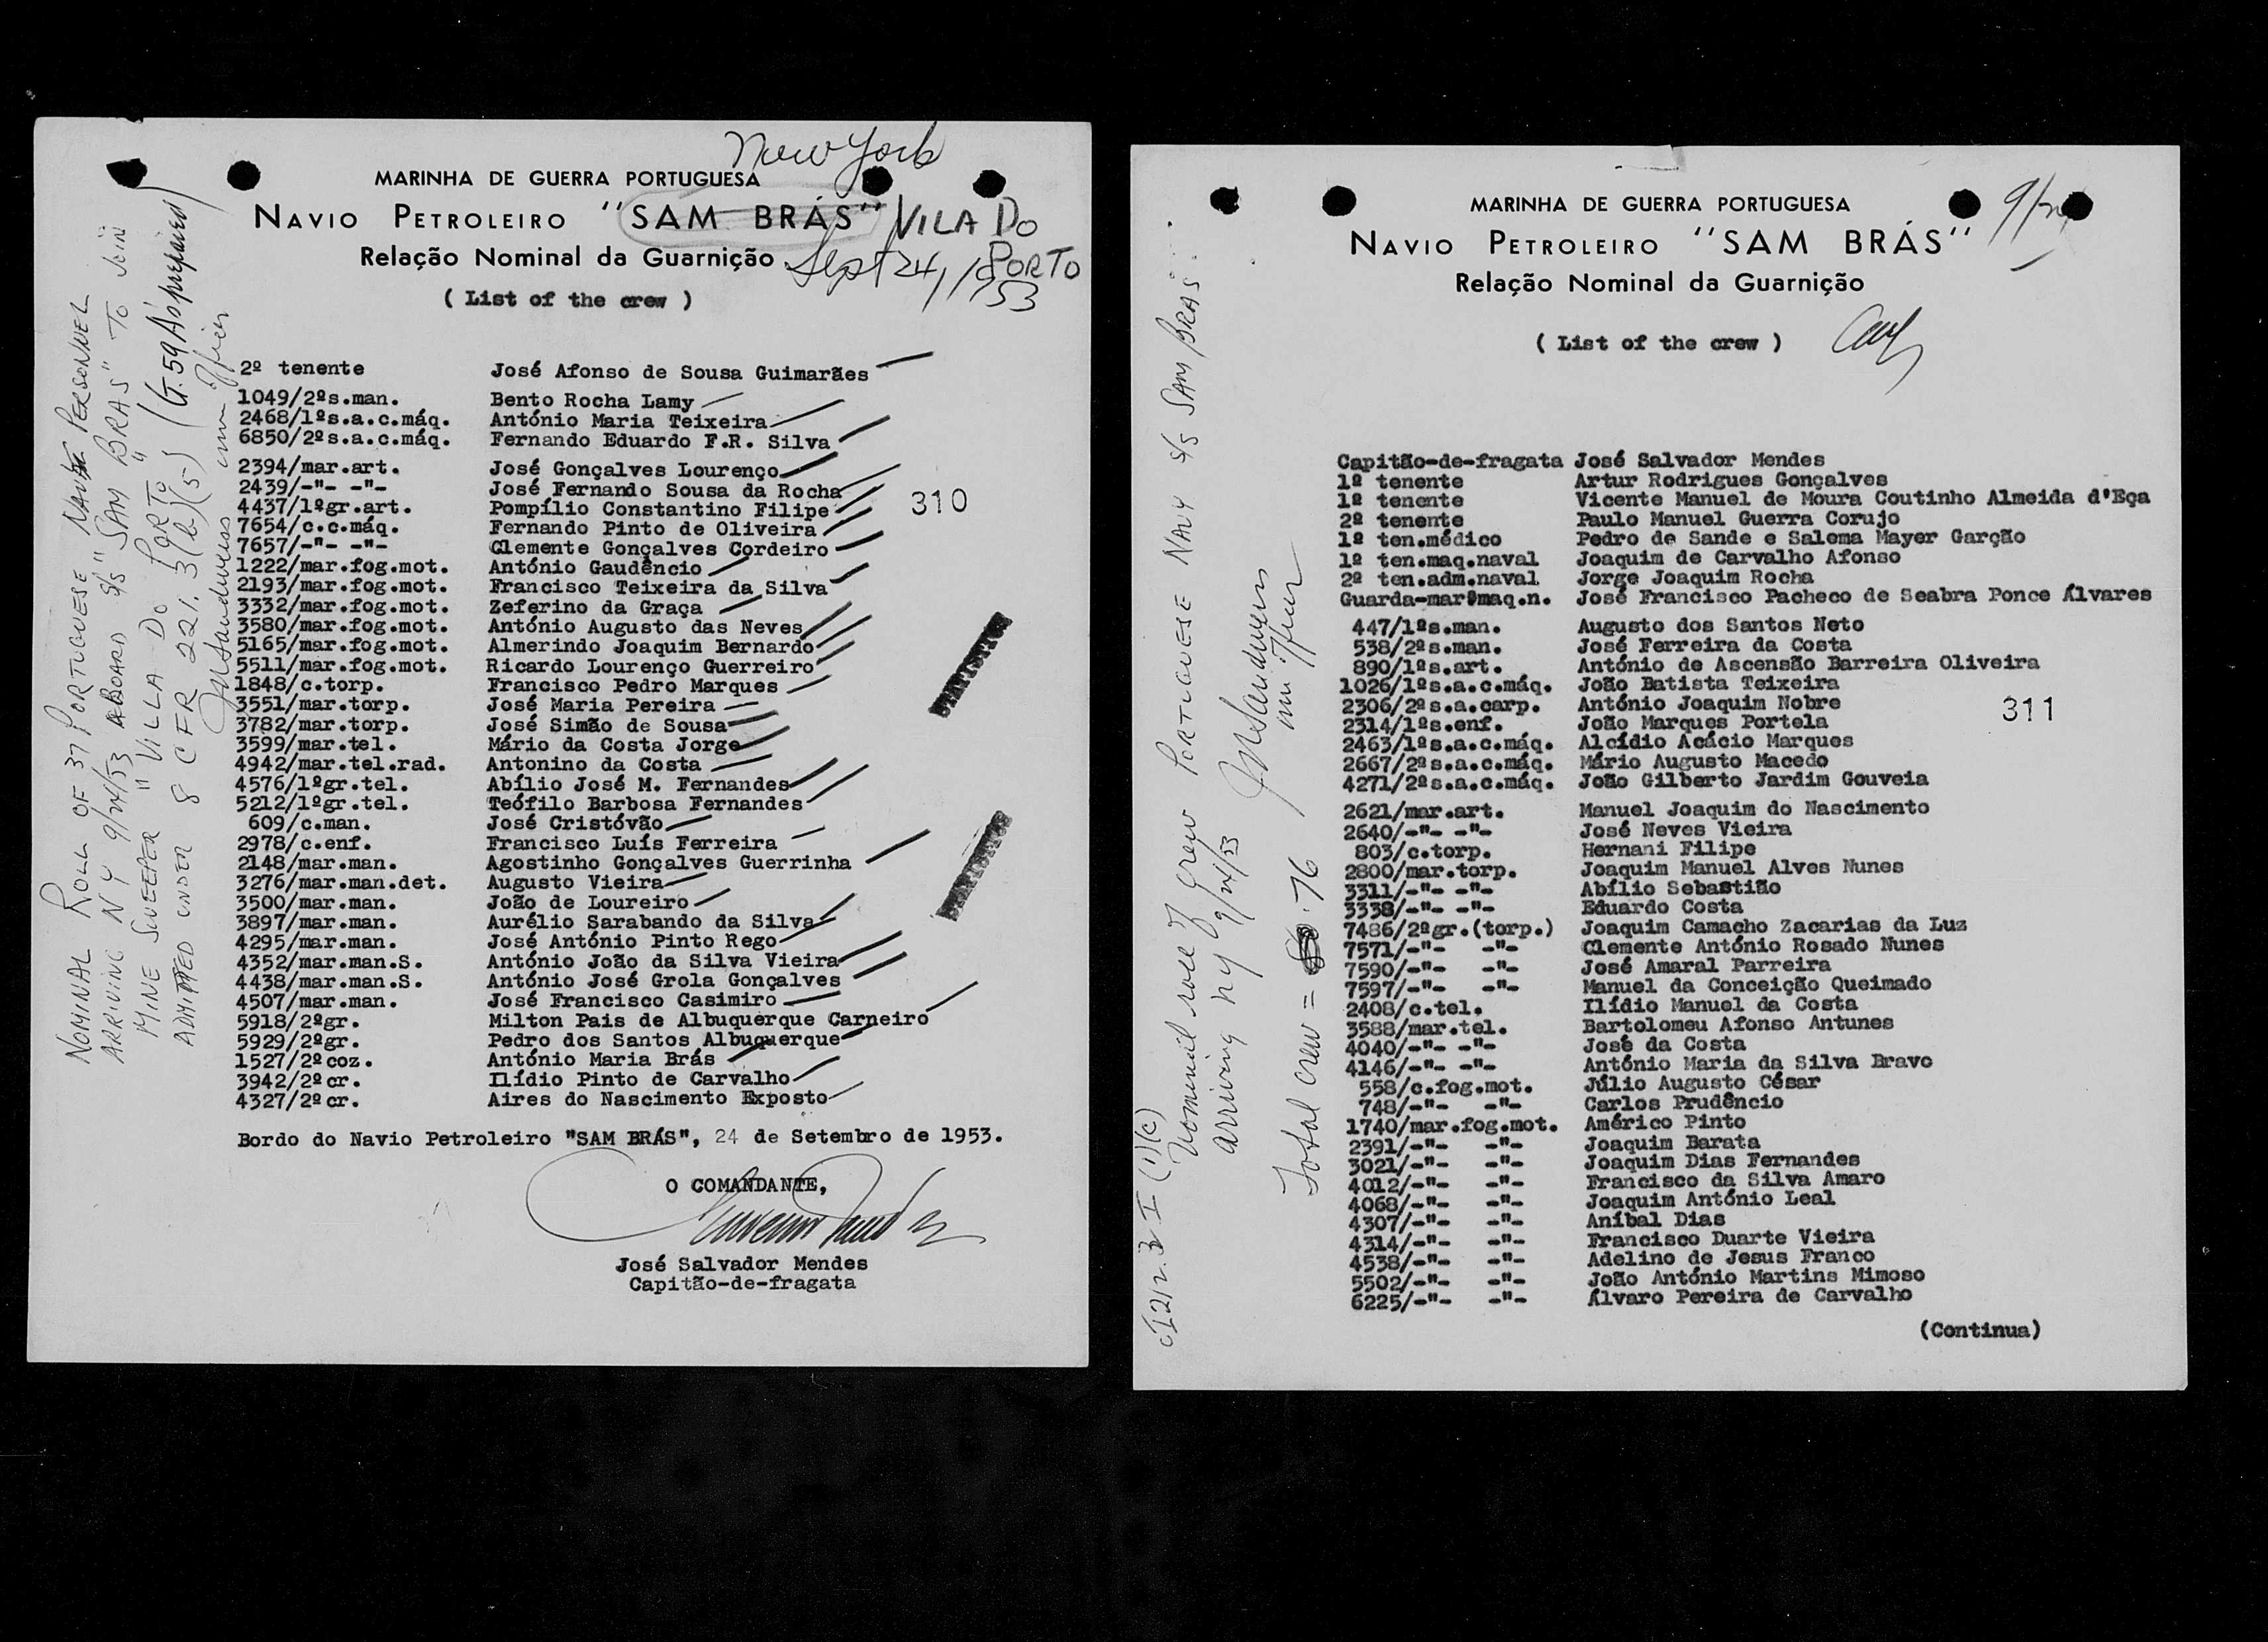 New York
MARINHA DE GUERRA PORTUGUESA
NAVIO PETROLEIRO "SAM BRÁS" VILA DO PORTO
Relação Nominal da Guarnição Sept 24, 1953
( List of the crew )
2º tenente José Afonso de Sousa Guimarães
1049/2ºs.man. Bento Rocha Lamy
2468/1ºs.a.c.máq. António Maria Teixeira
6850/2ºs.a.c.máq. Fernando Eduardo F.R. Silva
2394/mar.art. José Gonçalves Lourenço
2439/-"- -"- José Fernando Sousa da Rocha
4437/1ºgr.art. Pompílio Constantino Filipe
310
7654/c.c.máq. Fernando Pinto de Oliveira
7657/-"- -"- Clemente Gonçalves Cordeiro
1222/mar.fog.mot. António Gaudêncio
2193/mar.fog.mot. Francisco Teixeira da Silva
3332/mar.fog.mot. Zeferino da Graça
3580/mar.fog.mot. António Augusto das Neves
5165/mar.fog.mot. Almerindo Joaquim Bernardo
5511/mar.fog.mot. Ricardo Lourenço Guerreiro
1848/c.torp. Francisco Pedro Marques
3551/mar.torp. José Maria Pereira
3782/mar.torp. José Simão de Sousa
3599/mar.tel. Mário da Costa Jorge
4942/mar.tel.rad. Antonino da Costa
4576/1ºgr.tel. Abílio José M. Fernandes
5212/1ºgr.tel. Teófilo Barbosa Fernandes
609/c.man. José Cristóvão
2978/c.enf. Francisco Luís Ferreira
2148/mar.man. Agostinho Gonçalves Guerrinha
3276/mar.man.det. Augusto Vieira
3500/mar.man. João de Loureiro
3897/mar.man. Aurélio Sarabando da Silva
4295/mar.man. José António Pinto Rego
4352/mar.man.S. António João da Silva Vieira
4438/mar.man.S. António José Grola Gonçalves
4507/mar.man. José Francisco Casimiro
5918/2ºgr. Milton Pais de Albuquerque Carneiro
5929/2ºgr. Pedro dos Santos Albuquerque
1527/2ºcoz. António Maria Brás
3942/2ºcr. Ilídio Pinto de Carvalho
4327/2ºcr. Aires do Nascimento Exposto
Bordo do Navio Petroleiro "SAM BRÁS", 24 de Setembro de 1953.
O COMANDANTE,
José Salvador Mendes
Capitão-de-fragata
NOMINAL ROLL OF 37 PORTUGUESE NAVY PERSONNEL
ARRIVING N Y 9/24/53 ABOARD S/S "SAM BRAS" TO Join
MINE SWEEPER "VILLA DO PORTO" (G.59A's prepared)
ADMITTED UNDER 8 CFR 221.3(b)(5)
MARINHA DE GUERRA PORTUGUESA
NAVIO PETROLEIRO "SAM BRÁS"
Relação Nominal da Guarnição
( List of the crew )
Capitão-de-fragata José Salvador Mendes
1º tenente Artur Rodrigues Gonçalves
1º tenente Vicente Manuel de Moura Coutinho Almeida d'Eça
2º tenente Paulo Manuel Guerra Corujo
1º ten.médico Pedro de Sande e Salema Mayer Garção
1º ten.maq.naval Joaquim de Carvalho Afonso
2º ten.adm.naval Jorge Joaquim Rocha
Guarda-mar.maq.n. José Francisco Pacheco de Seabra Ponce Álvares
447/1ºs.man. Augusto dos Santos Neto
538/2ºs.man. José Ferreira da Costa
890/1ºs.art. António de Ascensão Barreira Oliveira
1026/1ºs.a.c.máq. João Batista Teixeira
2306/2ºs.a.carp. António Joaquim Nobre
311
2314/1ºs.enf. João Marques Portela
2463/1ºs.a.c.máq. Alcídio Acácio Marques
2667/2ºs.a.c.máq. Mário Augusto Macedo
4271/2ºs.a.c.máq. João Gilberto Jardim Gouveia
2621/mar.art. Manuel Joaquim do Nascimento
2640/-"- -"- José Neves Vieira
803/c.torp. Hernani Filipe
2800/mar.torp. Joaquim Manuel Alves Nunes
3311/-"- -"- Abílio Sebastião
3338/-"- -"- Eduardo Costa
7486/2ºgr.(torp.) Joaquim Camacho Zacarias da Luz
7571/-"- -"- Clemente António Rosado Nunes
7590/-"- -"- José Amaral Parreira
7597/-"- -"- Manuel da Conceição Queimado
2408/c.tel. Ilídio Manuel da Costa
3588/mar.tel. Bartolomeu Afonso Antunes
4040/-"- -"- José da Costa
4146/-"- -"- António Maria da Silva Bravo
558/c.fog.mot. Júlio Augusto César
748/-"- -"- Carlos Prudêncio
1740/mar.fog.mot. Américo Pinto
2391/-"- -"- Joaquim Barata
3021/-"- -"- Joaquim Dias Fernandes
4012/-"- -"- Francisco da Silva Amaro
4068/-"- -"- Joaquim António Leal
4307/-"- -"- Aníbal Dias
4314/-"- -"- Francisco Duarte Vieira
4538/-"- -"- Adelino de Jesus Franco
5502/-"- -"- João António Martins Mimoso
6225/-"- -"- Álvaro Pereira de Carvalho
(Continua)
Nominal role of crew PORTUGUESE NAVY S/S SAM BRAS
arriving NY 9/24/53
Total crew = 76